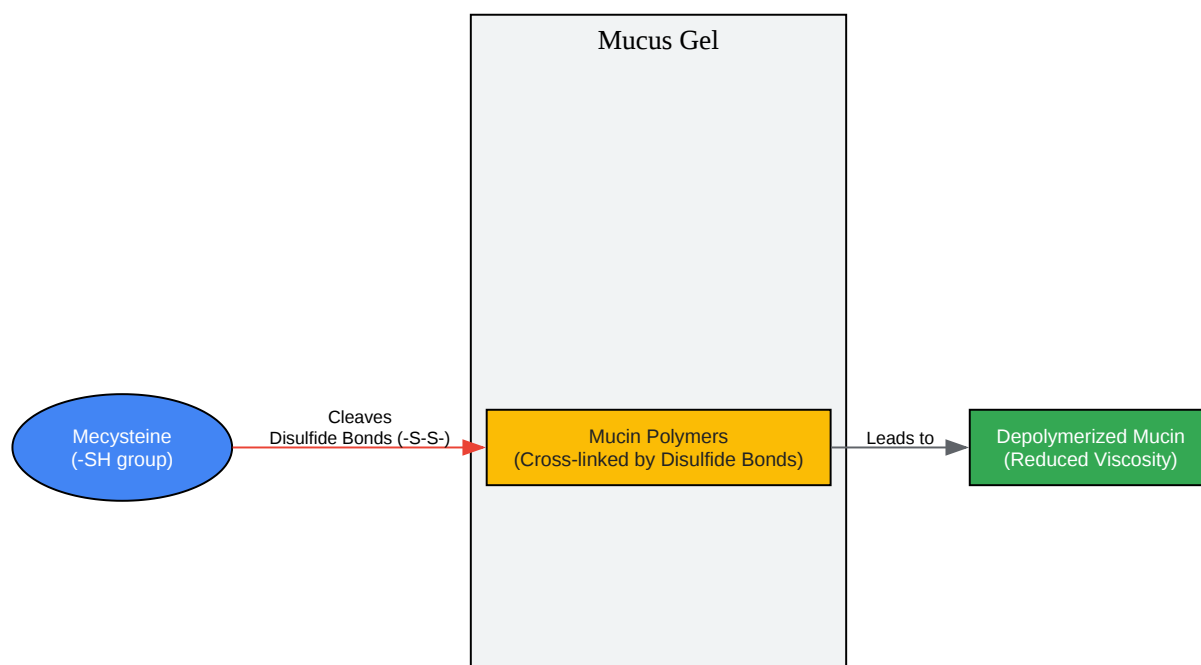 Mucus Gel
Mecysteine
(-SH group)
Cleaves
Disulfide Bonds (-S-S-)
Mucin Polymers
(Cross-linked by Disulfide Bonds)
Leads to
Depolymerized Mucin
(Reduced Viscosity)